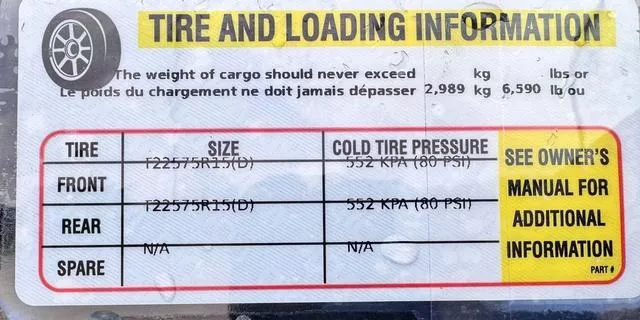 TIRE AND LOADING INFORMATION
The weight of cargo should never exceed kg lbs or
Le poids du chargement ne doit jamais dépasser 2,989 kg 6,590 lb ou
TIRE SIZE COLD TIRE PRESSURE
FRONT T22575R15(D) 552 KPA (80 PSI)
REAR T22575R15(D) 552 KPA (80 PSI)
SPARE N/A N/A
SEE OWNER'S
MANUAL FOR
ADDITIONAL
INFORMATION
PART #